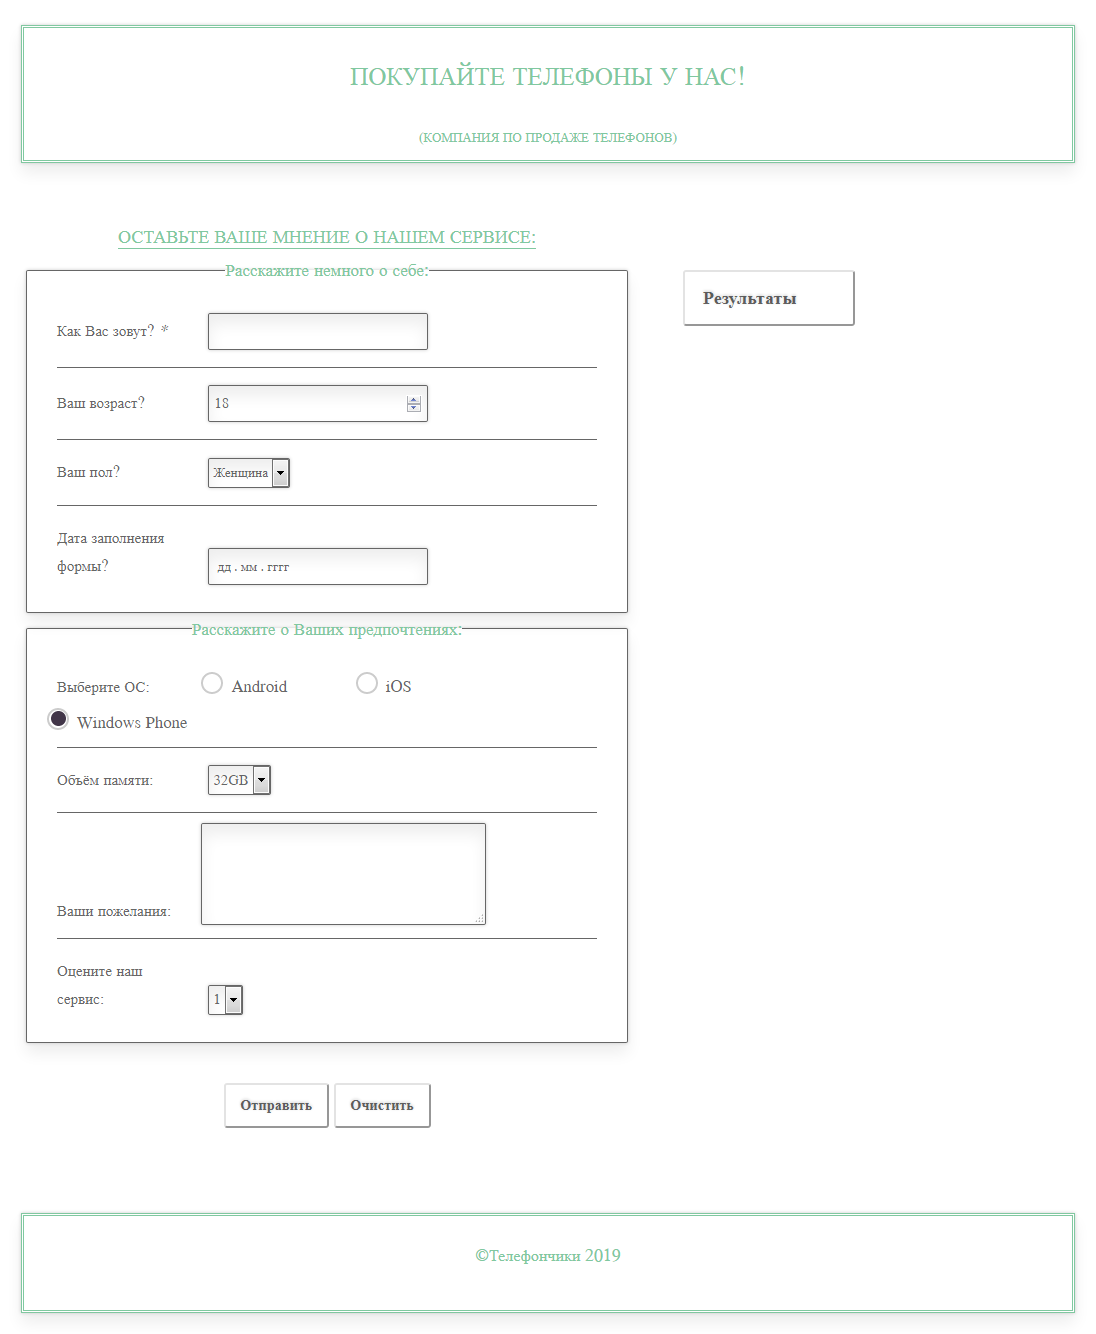 ПОКУПАЙТЕ ТЕЛЕФОНЫ У НАС!
(КОМПАНИЯ ПО ПРОДАЖЕ ТЕЛЕФОНОВ)
ОСТАВЬТЕ ВАШЕ МНЕНИЕ О НАШЕМ СЕРВИСЕ:
Расскажите немного о себе:
Как Вас зовут? *
Ваш возраст? 18
Ваш пол? Женщина
Дата заполнения
формы? дд . мм . гггг
Расскажите о Ваших предпочтениях:
Выберите ОС: Android iOS
Windows Phone
Объём памяти: 32GB
Ваши пожелания:
Оцените наш
сервис: 1
Отправить Очистить
Результаты
©Телефончики 2019